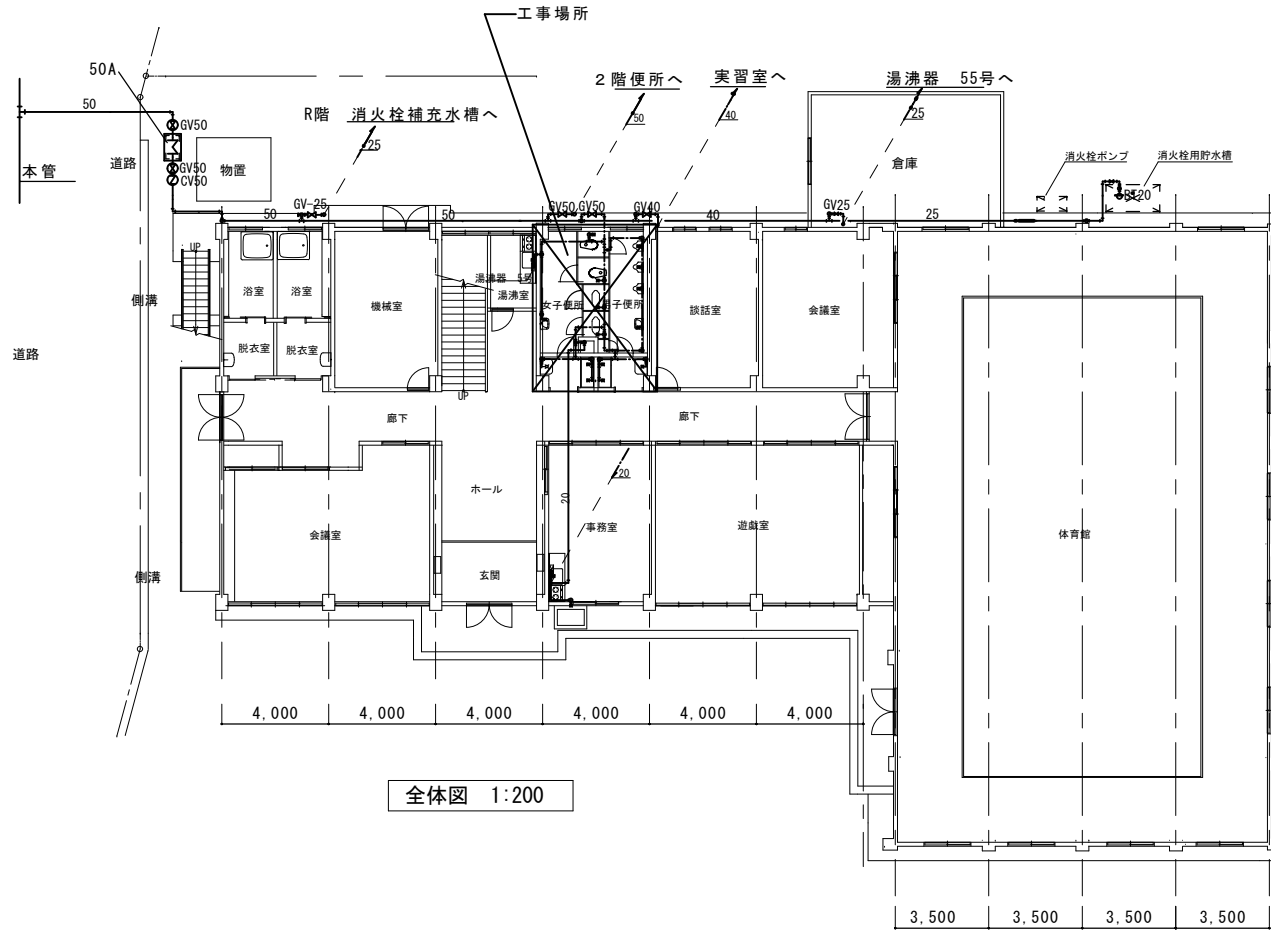 工事場所
50A
50
2階便所へ
実習室へ
湯沸器 55号へ
R階 消火栓補充水槽へ
50
40
25
25
GV50
道路
物置
倉庫
消火栓ポンプ
消火栓用貯水槽
本管
GV50
CV50
BT20
GV-25
GV50
GV50
GV40
GV25
50
50
40
25
UP
湯沸器 5号
浴室
浴室
湯沸室
機械室
女子便所
男子便所
談話室
会議室
側溝
道路
脱衣室
脱衣室
UP
廊下
廊下
20
20
ホール
事務室
遊戯室
会議室
体育館
玄関
側溝
4,000
4,000
4,000
4,000
4,000
4,000
全体図 1:200
3,500
3,500
3,500
3,500